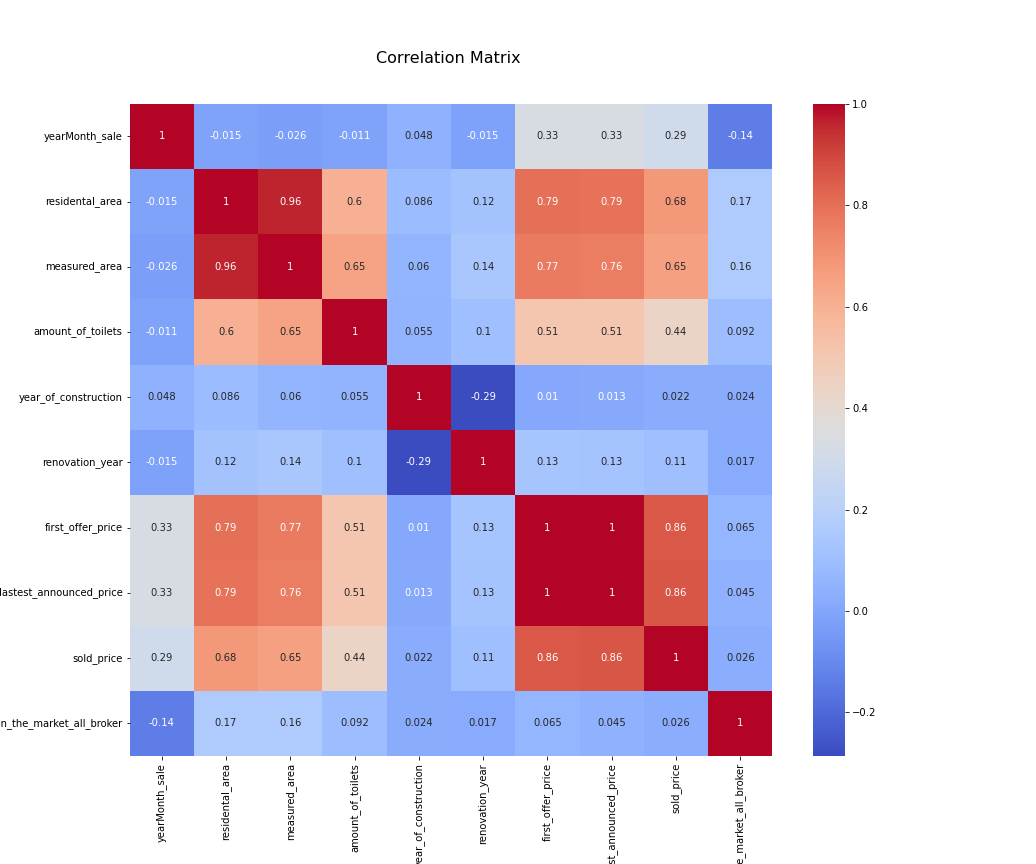 Correlation Matrix
yearMonth_sale 1 -0.015 -0.026 -0.011 0.048 -0.015 0.33 0.33 0.29 -0.14
residental_area -0.015 1 0.96 0.6 0.086 0.12 0.79 0.79 0.68 0.17
measured_area -0.026 0.96 1 0.65 0.06 0.14 0.77 0.76 0.65 0.16
amount_of_toilets -0.011 0.6 0.65 1 0.055 0.1 0.51 0.51 0.44 0.092
year_of_construction 0.048 0.086 0.06 0.055 1 -0.29 0.01 0.013 0.022 0.024
renovation_year -0.015 0.12 0.14 0.1 -0.29 1 0.13 0.13 0.11 0.017
first_offer_price 0.33 0.79 0.77 0.51 0.01 0.13 1 1 0.86 0.065
lastest_announced_price 0.33 0.79 0.76 0.51 0.013 0.13 1 1 0.86 0.045
sold_price 0.29 0.68 0.65 0.44 0.022 0.11 0.86 0.86 1 0.026
n_the_market_all_broker -0.14 0.17 0.16 0.092 0.024 0.017 0.065 0.045 0.026 1
yearMonth_sale
residental_area
measured_area
amount_of_toilets
ear_of_construction
renovation_year
first_offer_price
st_announced_price
sold_price
e_market_all_broker
1.0
0.8
0.6
0.4
0.2
0.0
−0.2